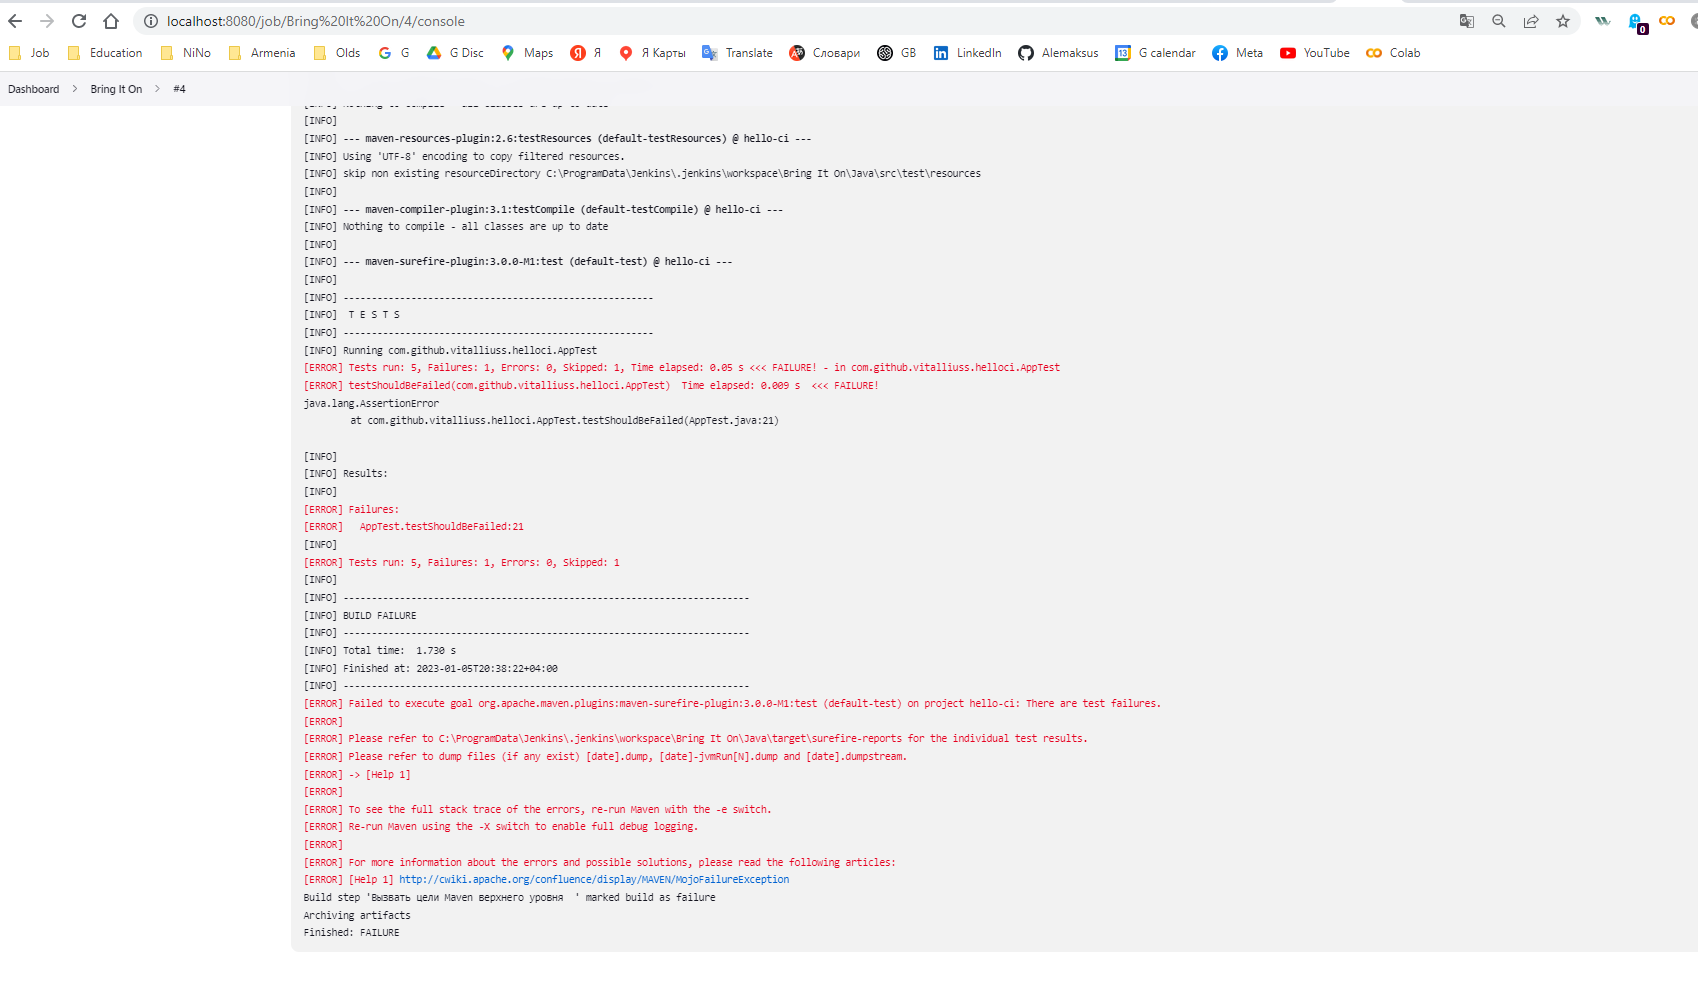 localhost:8080/job/Bring%20It%20On/4/console
Job Education NiNo Armenia Olds G G Disc Maps Я Я Карты Translate Словари GB LinkedIn Alemaksus G calendar Meta YouTube Colab
Dashboard > Bring It On > #4
[INFO] Nothing to compile - all classes are up to date
[INFO]
[INFO] --- maven-resources-plugin:2.6:testResources (default-testResources) @ hello-ci ---
[INFO] Using 'UTF-8' encoding to copy filtered resources.
[INFO] skip non existing resourceDirectory C:\ProgramData\Jenkins\.jenkins\workspace\Bring It On\Java\src\test\resources
[INFO]
[INFO] --- maven-compiler-plugin:3.1:testCompile (default-testCompile) @ hello-ci ---
[INFO] Nothing to compile - all classes are up to date
[INFO]
[INFO] --- maven-surefire-plugin:3.0.0-M1:test (default-test) @ hello-ci ---
[INFO]
[INFO] -------------------------------------------------------
[INFO]  T E S T S
[INFO] -------------------------------------------------------
[INFO] Running com.github.vitalliuss.helloci.AppTest
[ERROR] Tests run: 5, Failures: 1, Errors: 0, Skipped: 1, Time elapsed: 0.05 s <<< FAILURE! - in com.github.vitalliuss.helloci.AppTest
[ERROR] testShouldBeFailed(com.github.vitalliuss.helloci.AppTest)  Time elapsed: 0.009 s  <<< FAILURE!
java.lang.AssertionError
at com.github.vitalliuss.helloci.AppTest.testShouldBeFailed(AppTest.java:21)
[INFO]
[INFO] Results:
[INFO]
[ERROR] Failures:
[ERROR]   AppTest.testShouldBeFailed:21
[INFO]
[ERROR] Tests run: 5, Failures: 1, Errors: 0, Skipped: 1
[INFO]
[INFO] ------------------------------------------------------------------------
[INFO] BUILD FAILURE
[INFO] ------------------------------------------------------------------------
[INFO] Total time:  1.730 s
[INFO] Finished at: 2023-01-05T20:38:22+04:00
[INFO] ------------------------------------------------------------------------
[ERROR] Failed to execute goal org.apache.maven.plugins:maven-surefire-plugin:3.0.0-M1:test (default-test) on project hello-ci: There are test failures.
[ERROR]
[ERROR] Please refer to C:\ProgramData\Jenkins\.jenkins\workspace\Bring It On\Java\target\surefire-reports for the individual test results.
[ERROR] Please refer to dump files (if any exist) [date].dump, [date]-jvmRun[N].dump and [date].dumpstream.
[ERROR] -> [Help 1]
[ERROR]
[ERROR] To see the full stack trace of the errors, re-run Maven with the -e switch.
[ERROR] Re-run Maven using the -X switch to enable full debug logging.
[ERROR]
[ERROR] For more information about the errors and possible solutions, please read the following articles:
[ERROR] [Help 1] http://cwiki.apache.org/confluence/display/MAVEN/MojoFailureException
Build step 'Вызвать цели Maven верхнего уровня  ' marked build as failure
Archiving artifacts
Finished: FAILURE